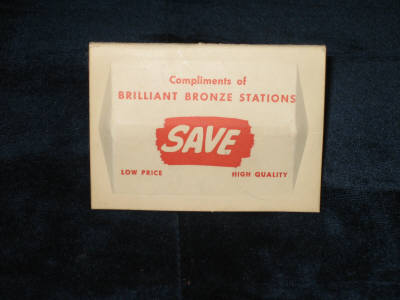 Compliments of
BRILLIANT BRONZE STATIONS
SAVE
LOW PRICE HIGH QUALITY